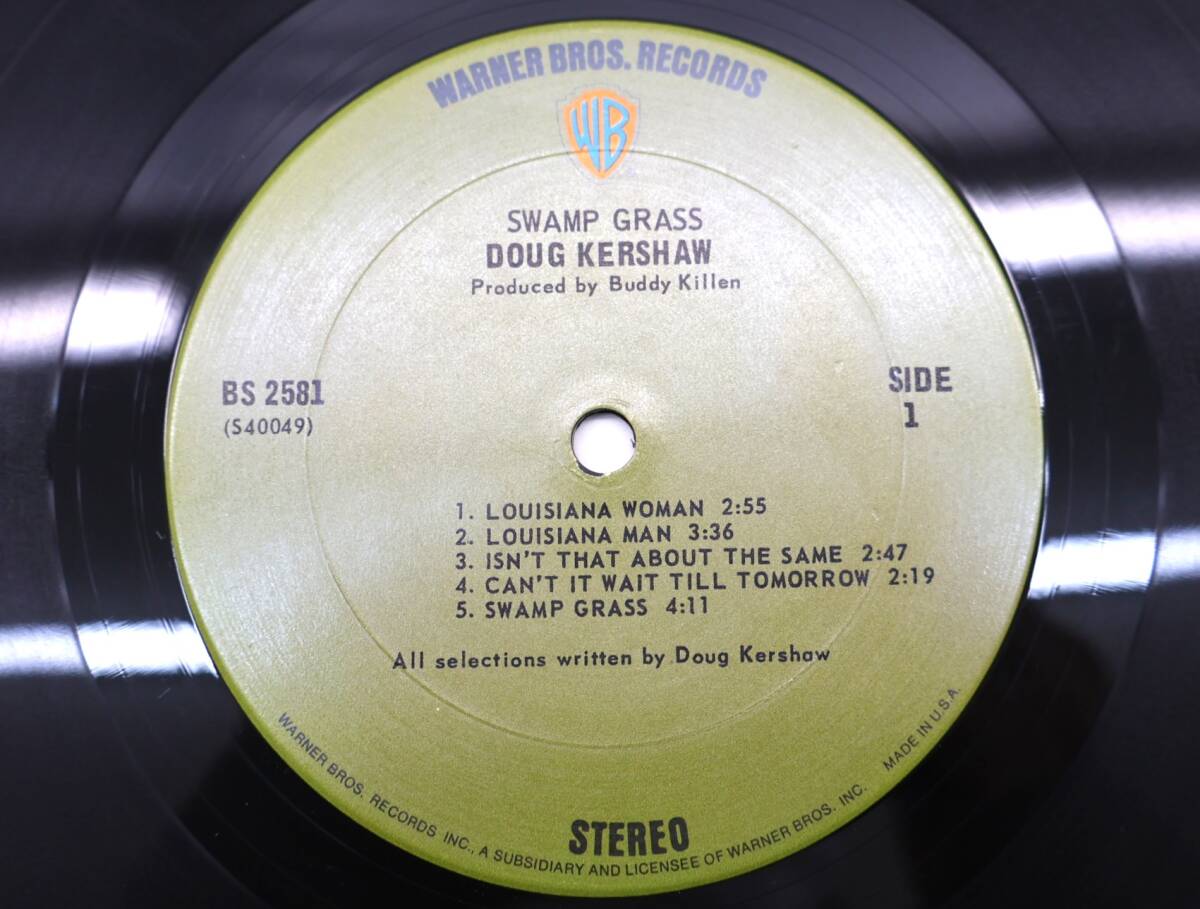 WARNER BROS. RECORDS
WB
SWAMP GRASS
DOUG KERSHAW
Produced by Buddy Killen
BS 2581
(S40049)
SIDE
1
1. LOUISIANA WOMAN 2:55
2. LOUISIANA MAN 3:36
3. ISN'T THAT ABOUT THE SAME 2:47
4. CAN'T IT WAIT TILL TOMORROW 2:19
5. SWAMP GRASS 4:11
All selections written by Doug Kershaw
STEREO
WARNER BROS. RECORDS INC., A SUBSIDIARY AND LICENSEE OF WARNER BROS. INC. MADE IN U.S.A.